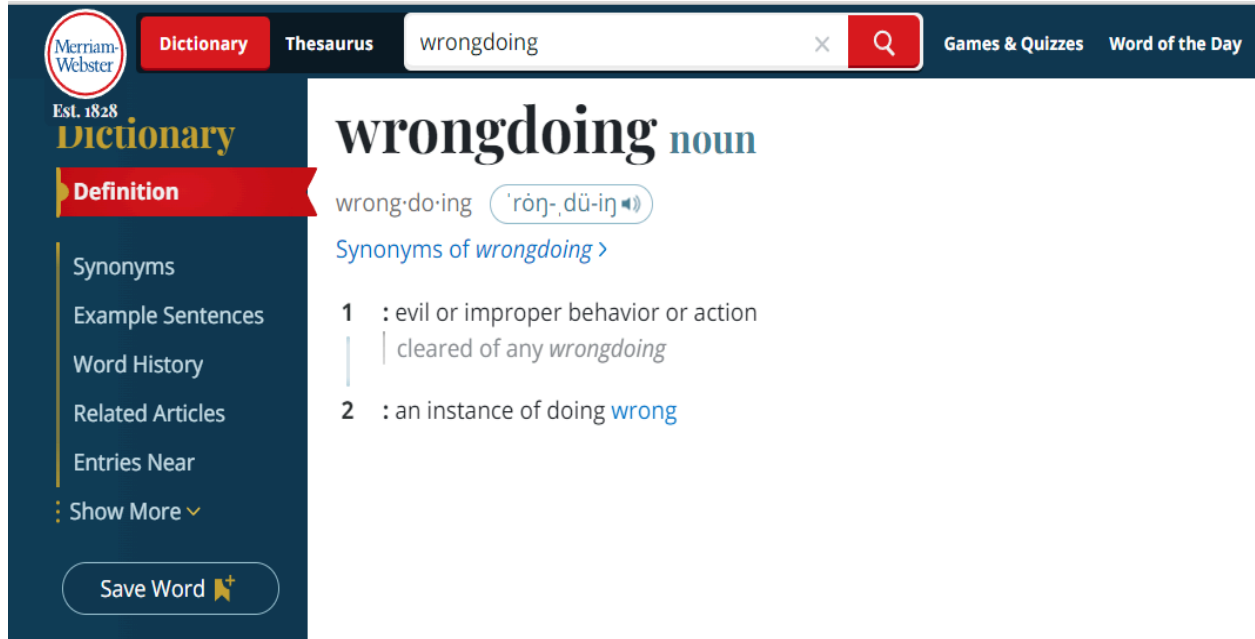 Merriam-
Webster
Est. 1828
Dictionary
Thesaurus
wrongdoing
Games & Quizzes
Word of the Day
Dictionary
Definition
Synonyms
Example Sentences
Word History
Related Articles
Entries Near
Show More
Save Word
wrongdoing noun
wrong·do·ing ˈrȯŋ-ˌdü-iŋ
Synonyms of wrongdoing
1 : evil or improper behavior or action
cleared of any wrongdoing
2 : an instance of doing wrong